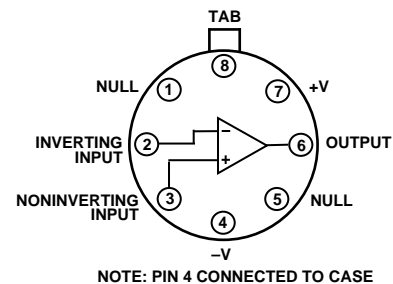 TAB
8
NULL
1
7
+V
INVERTING
INPUT
2
−
6
OUTPUT
+
NONINVERTING
INPUT
3
5
NULL
4
–V
NOTE: PIN 4 CONNECTED TO CASE